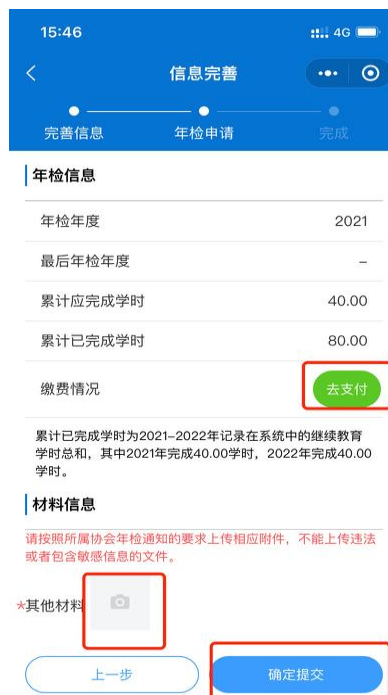 15:46
4G
信息完善
完善信息
年检申请
完成
年检信息
年检年度
2021
最后年检年度
–
累计应完成学时
40.00
累计已完成学时
80.00
缴费情况
去支付
累计已完成学时为2021–2022年记录在系统中的继续教育
学时总和，其中2021年完成40.00学时，2022年完成40.00
学时。
材料信息
请按照所属协会年检通知的要求上传相应附件，不能上传违法
或者包含敏感信息的文件。
*其他材料
上一步
确定提交